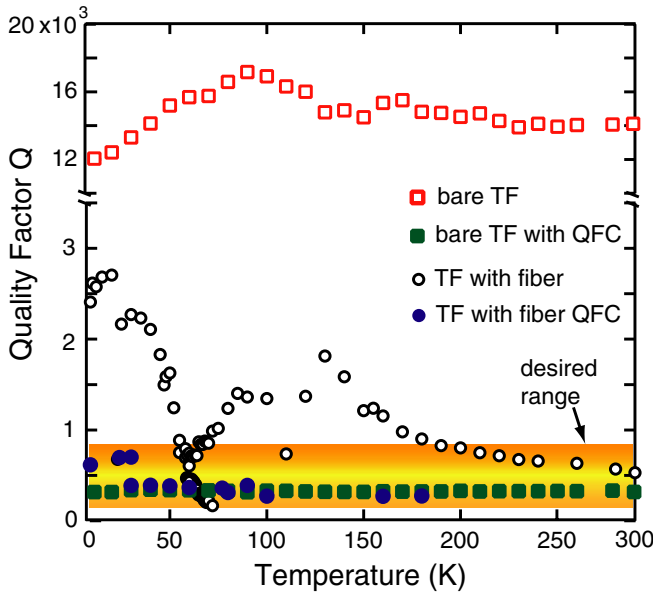 20 x10³
16
12
3
2
1
0
Quality Factor Q
bare TF
bare TF with QFC
TF with fiber
TF with fiber QFC
desired
range
0 50 100 150 200 250 300
Temperature (K)